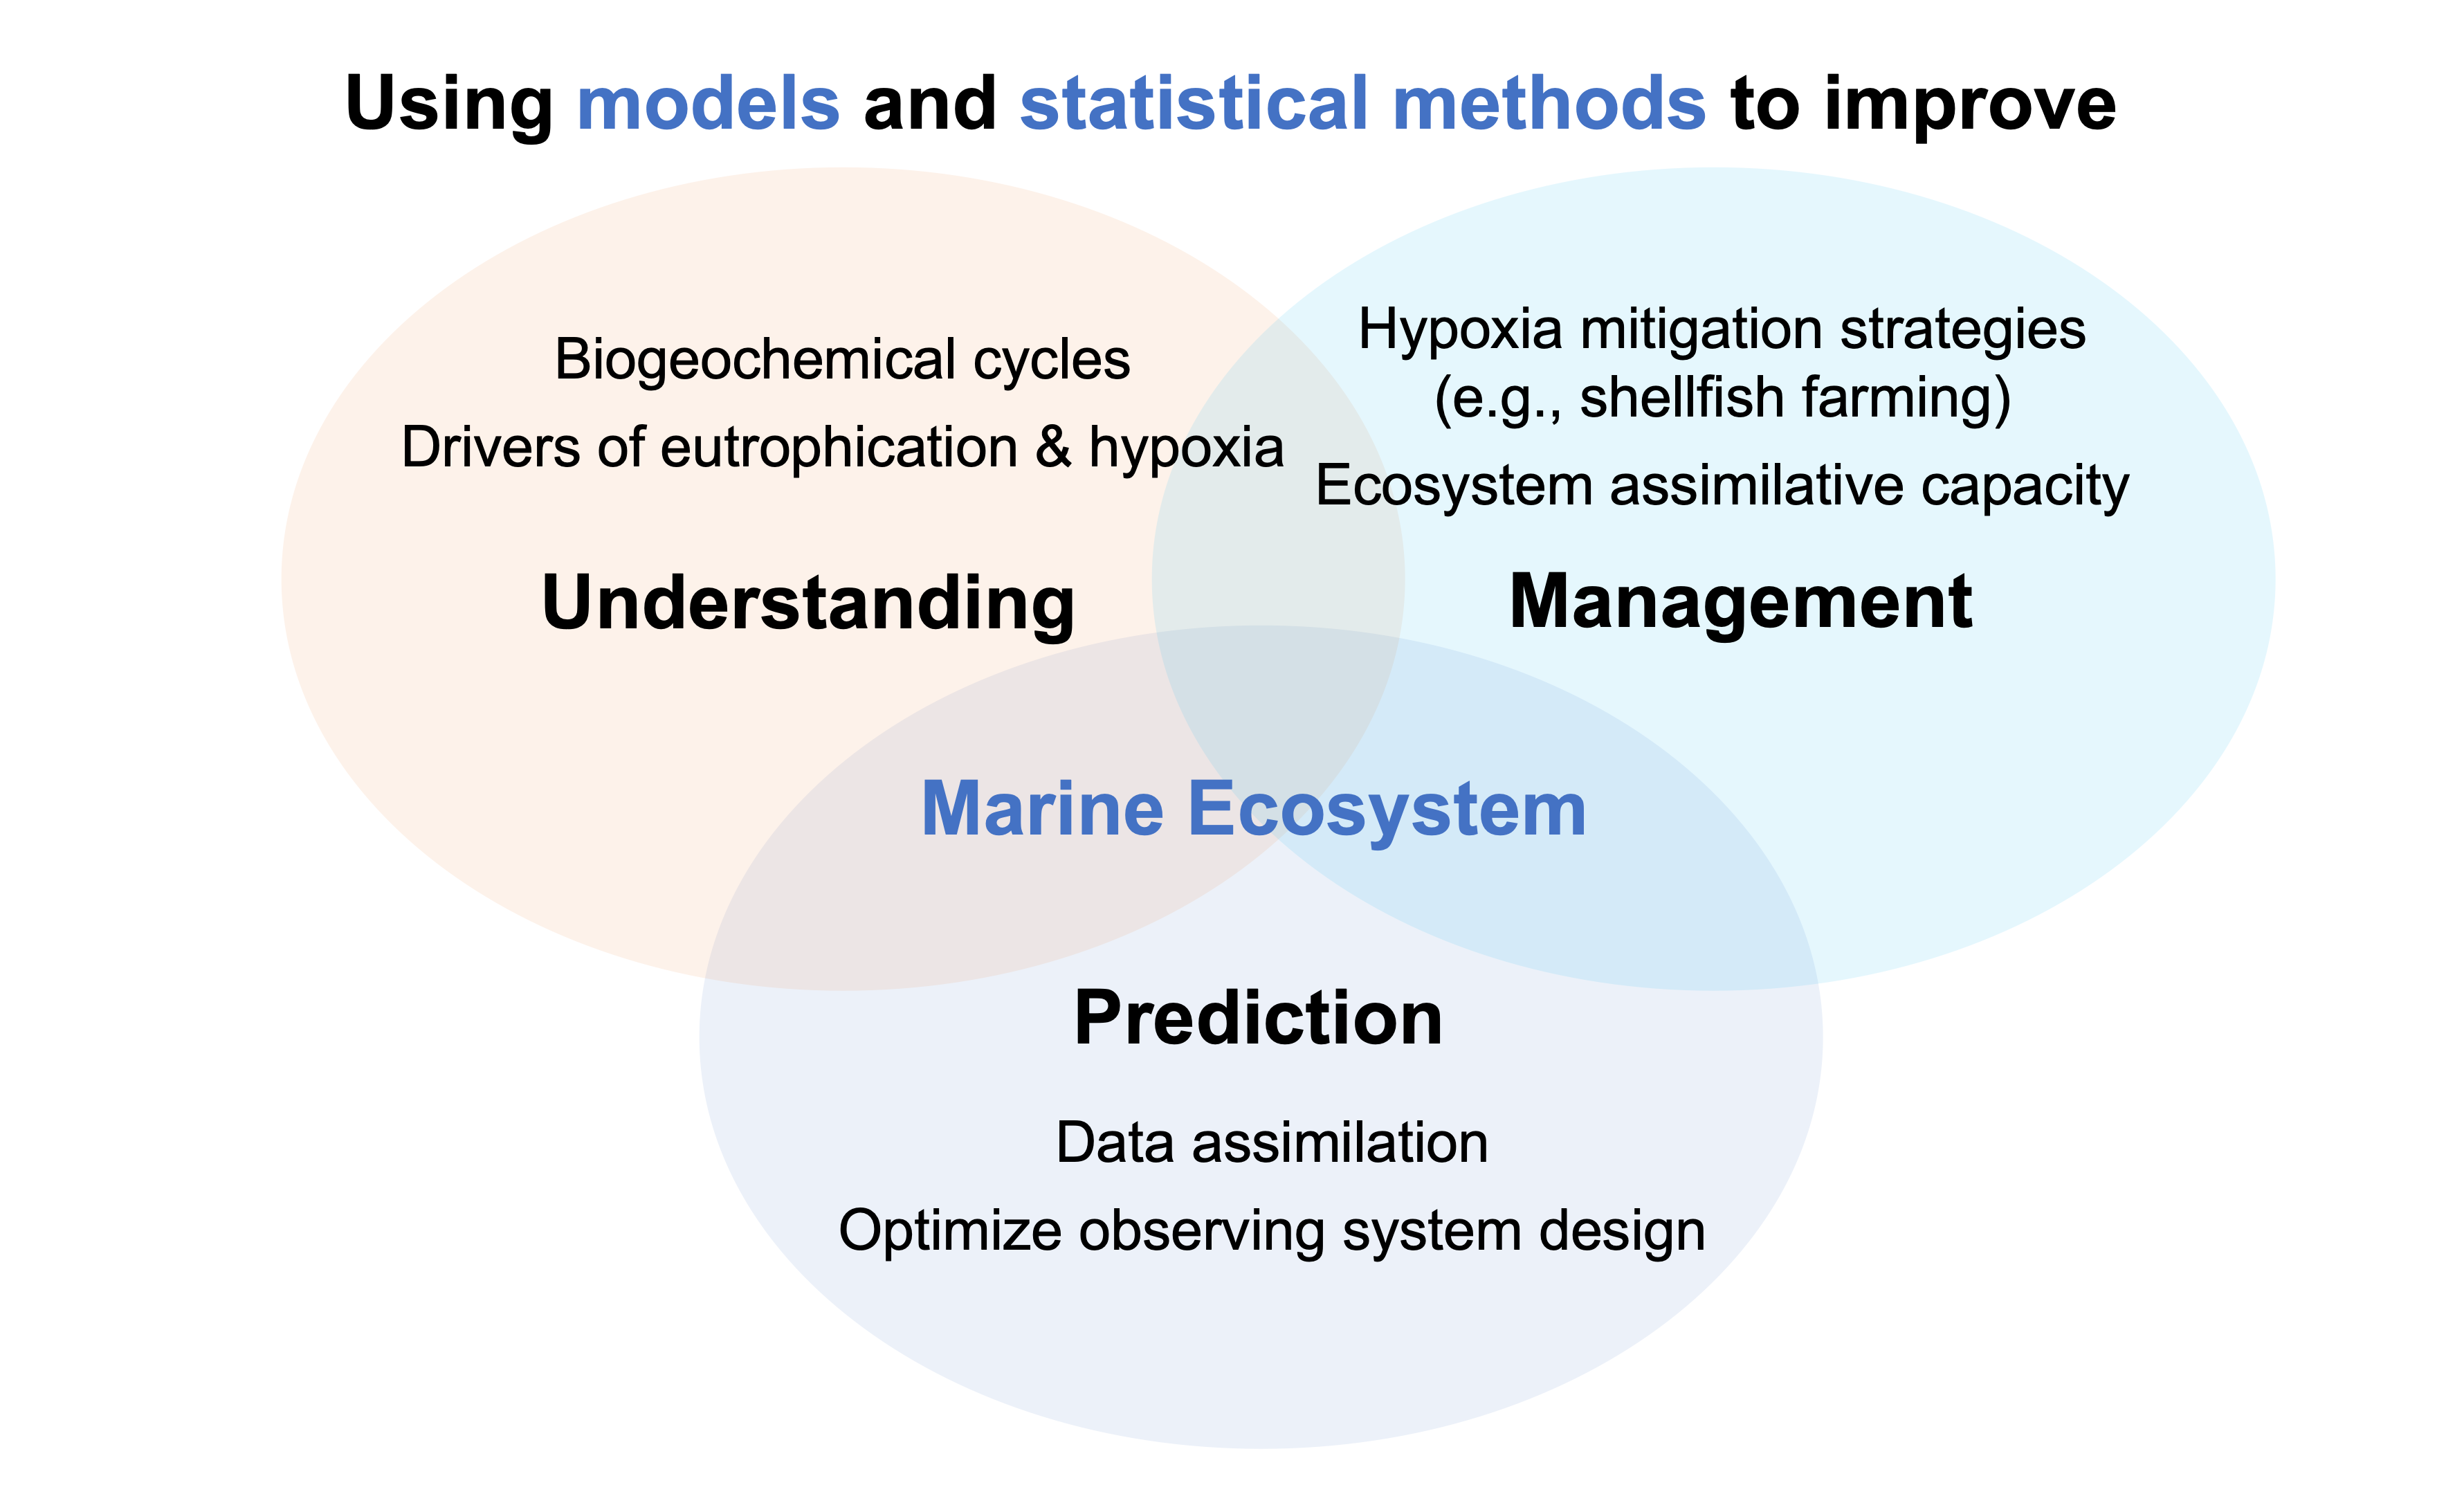 Using models and statistical methods to improve
Biogeochemical cycles
Drivers of eutrophication & hypoxia
Understanding
Hypoxia mitigation strategies
(e.g., shellfish farming)
Ecosystem assimilative capacity
Management
Marine Ecosystem
Prediction
Data assimilation
Optimize observing system design